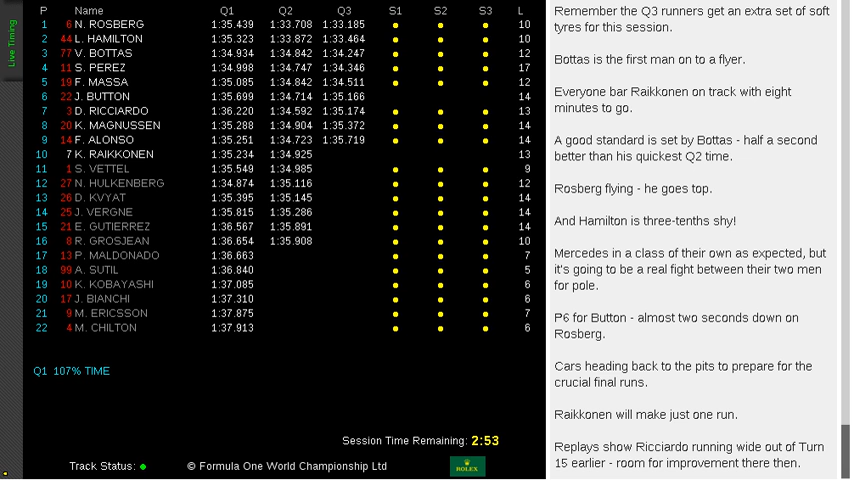 Live Timing
P Name Q1 Q2 Q3 S1 S2 S3 L
1 6 N. ROSBERG 1:35.439 1:33.708 1:33.185 10
2 44 L. HAMILTON 1:35.323 1:33.872 1:33.464 10
3 77 V. BOTTAS 1:34.934 1:34.842 1:34.247 12
4 11 S. PEREZ 1:34.998 1:34.747 1:34.346 17
5 19 F. MASSA 1:35.085 1:34.842 1:34.511 12
6 22 J. BUTTON 1:35.699 1:34.714 1:35.166 14
7 3 D. RICCIARDO 1:36.220 1:34.592 1:35.174 13
8 20 K. MAGNUSSEN 1:35.288 1:34.904 1:35.372 14
9 14 F. ALONSO 1:35.251 1:34.723 1:35.719 14
10 7 K. RAIKKONEN 1:35.234 1:34.925 13
11 1 S. VETTEL 1:35.549 1:34.985 9
12 27 N. HULKENBERG 1:34.874 1:35.116 12
13 26 D. KVYAT 1:35.395 1:35.145 14
14 25 J. VERGNE 1:35.815 1:35.286 14
15 21 E. GUTIERREZ 1:36.567 1:35.891 14
16 8 R. GROSJEAN 1:36.654 1:35.908 10
17 13 P. MALDONADO 1:36.663 7
18 99 A. SUTIL 1:36.840 5
19 10 K. KOBAYASHI 1:37.085 6
20 17 J. BIANCHI 1:37.310 6
21 9 M. ERICSSON 1:37.875 7
22 4 M. CHILTON 1:37.913 6
Q1 107% TIME
Session Time Remaining: 2:53
Track Status: © Formula One World Championship Ltd ROLEX
Remember the Q3 runners get an extra set of soft
tyres for this session.
Bottas is the first man on to a flyer.
Everyone bar Raikkonen on track with eight
minutes to go.
A good standard is set by Bottas - half a second
better than his quickest Q2 time.
Rosberg flying - he goes top.
And Hamilton is three-tenths shy!
Mercedes in a class of their own as expected, but
it's going to be a real fight between their two men
for pole.
P6 for Button - almost two seconds down on
Rosberg.
Cars heading back to the pits to prepare for the
crucial final runs.
Raikkonen will make just one run.
Replays show Ricciardo running wide out of Turn
15 earlier - room for improvement there then.